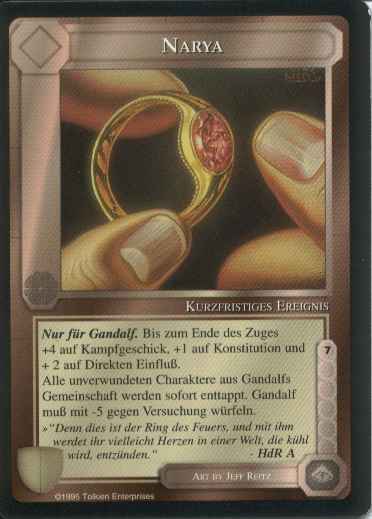 Narya
Kurzfristiges Ereignis
Nur für Gandalf. Bis zum Ende des Zuges
+4 auf Kampfgeschick, +1 auf Konstitution und
+ 2 auf Direkten Einfluß.
Alle unverwundeten Charaktere aus Gandalfs
Gemeinschaft werden sofort enttappt. Gandalf
muß mit -5 gegen Versuchung würfeln.
7
»"Denn dies ist der Ring des Feuers, und mit ihm
werdet ihr vielleicht Herzen in einer Welt, die kühl
wird, entzünden."
- HdR A
Art by Jeff Reitz
©1995 Tolkien Enterprises